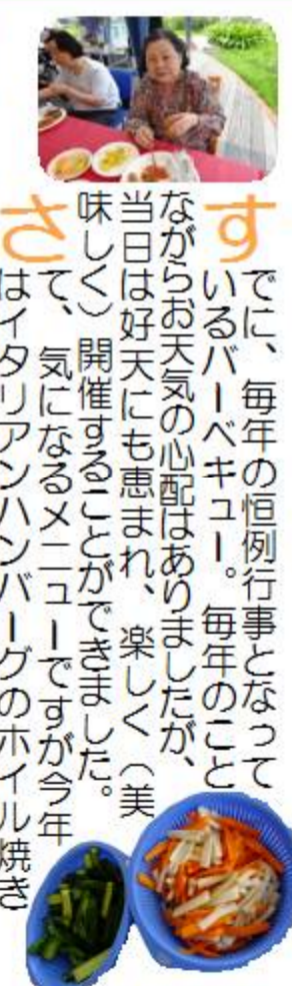 すでに、毎年の恒例行事となって
いるバーベキュー。毎年のこと
ながらお天気の心配はありましたが、
当日は好天にも恵まれ、楽しく（美
味しく）開催することができました。
さて、気になるメニューですが今年
はイタリアンハンバーグのホイル焼き